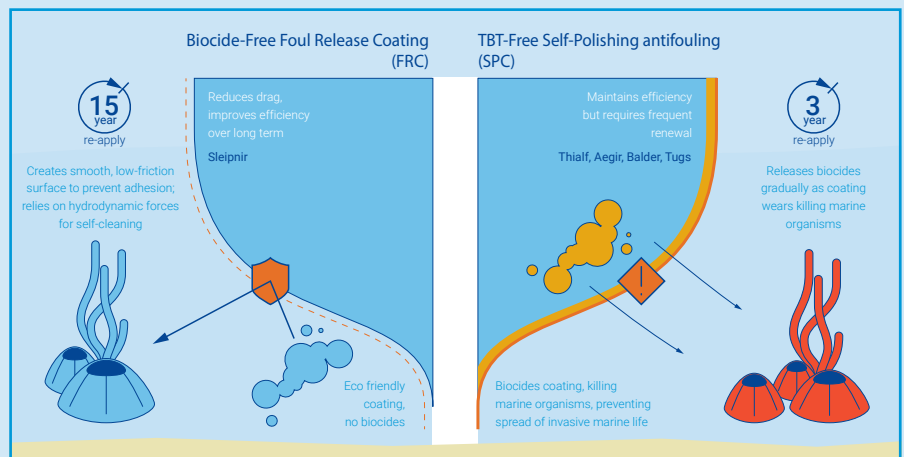 Biocide-Free Foul Release Coating
(FRC)
15
year
re-apply
Reduces drag,
improves efficiency
over long term
Sleipnir
Creates smooth, low-friction
surface to prevent adhesion;
relies on hydrodynamic forces
for self-cleaning
Eco friendly
coating,
no biocides
TBT-Free Self-Polishing antifouling
(SPC)
Maintains efficiency
but requires frequent
renewal
Thialf, Aegir, Balder, Tugs
3
year
re-apply
Releases biocides
gradually as coating
wears killing marine
organisms
!
Biocides coating, killing
marine organisms, preventing
spread of invasive marine life